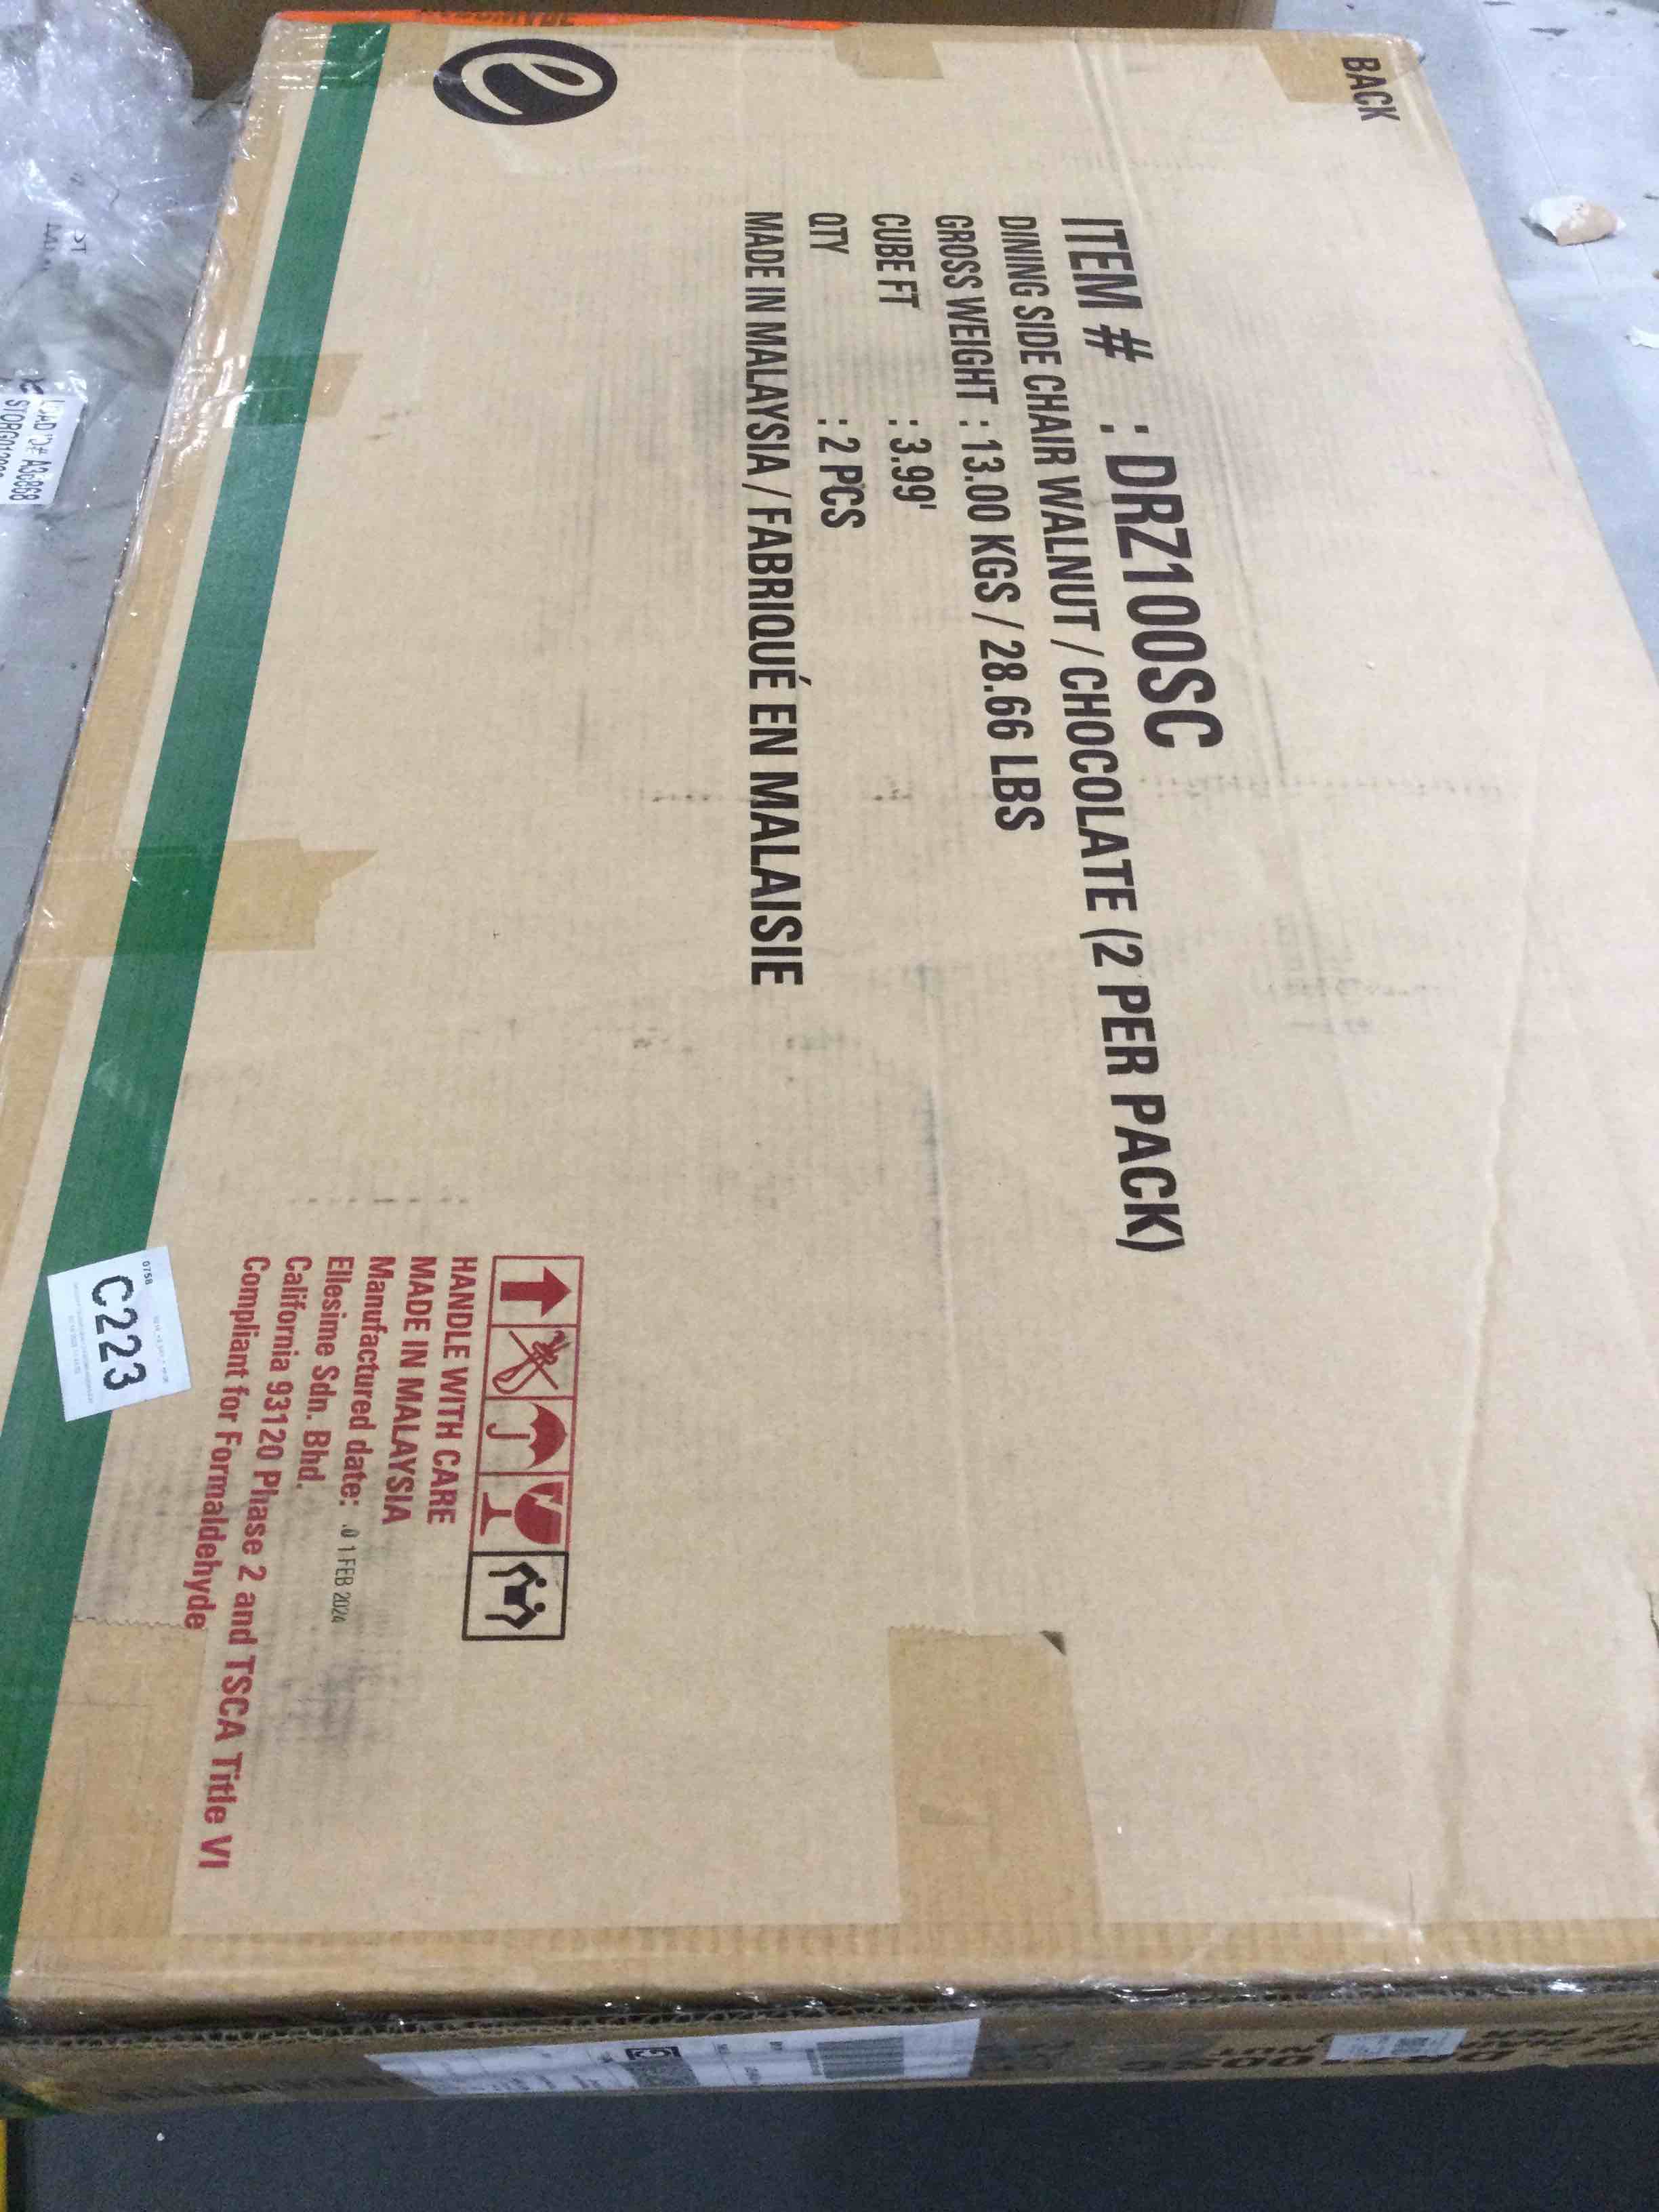 BACK
ITEM # : DRZ100SC
DINING SIDE CHAIR WALNUT / CHOCOLATE (2 PER PACK)
GROSS WEIGHT : 13.00 KGS / 28.66 LBS
CUBE FT : 3.99'
QTY : 2 PCS
MADE IN MALAYSIA / FABRIQUÉ EN MALAISIE
e
HANDLE WITH CARE
MADE IN MALAYSIA
Manufactured date: .01 FEB 2024
Ellesime Sdn. Bhd.
California 93120 Phase 2 and TSCA Title VI
Compliant for Formaldehyde
0758
C223